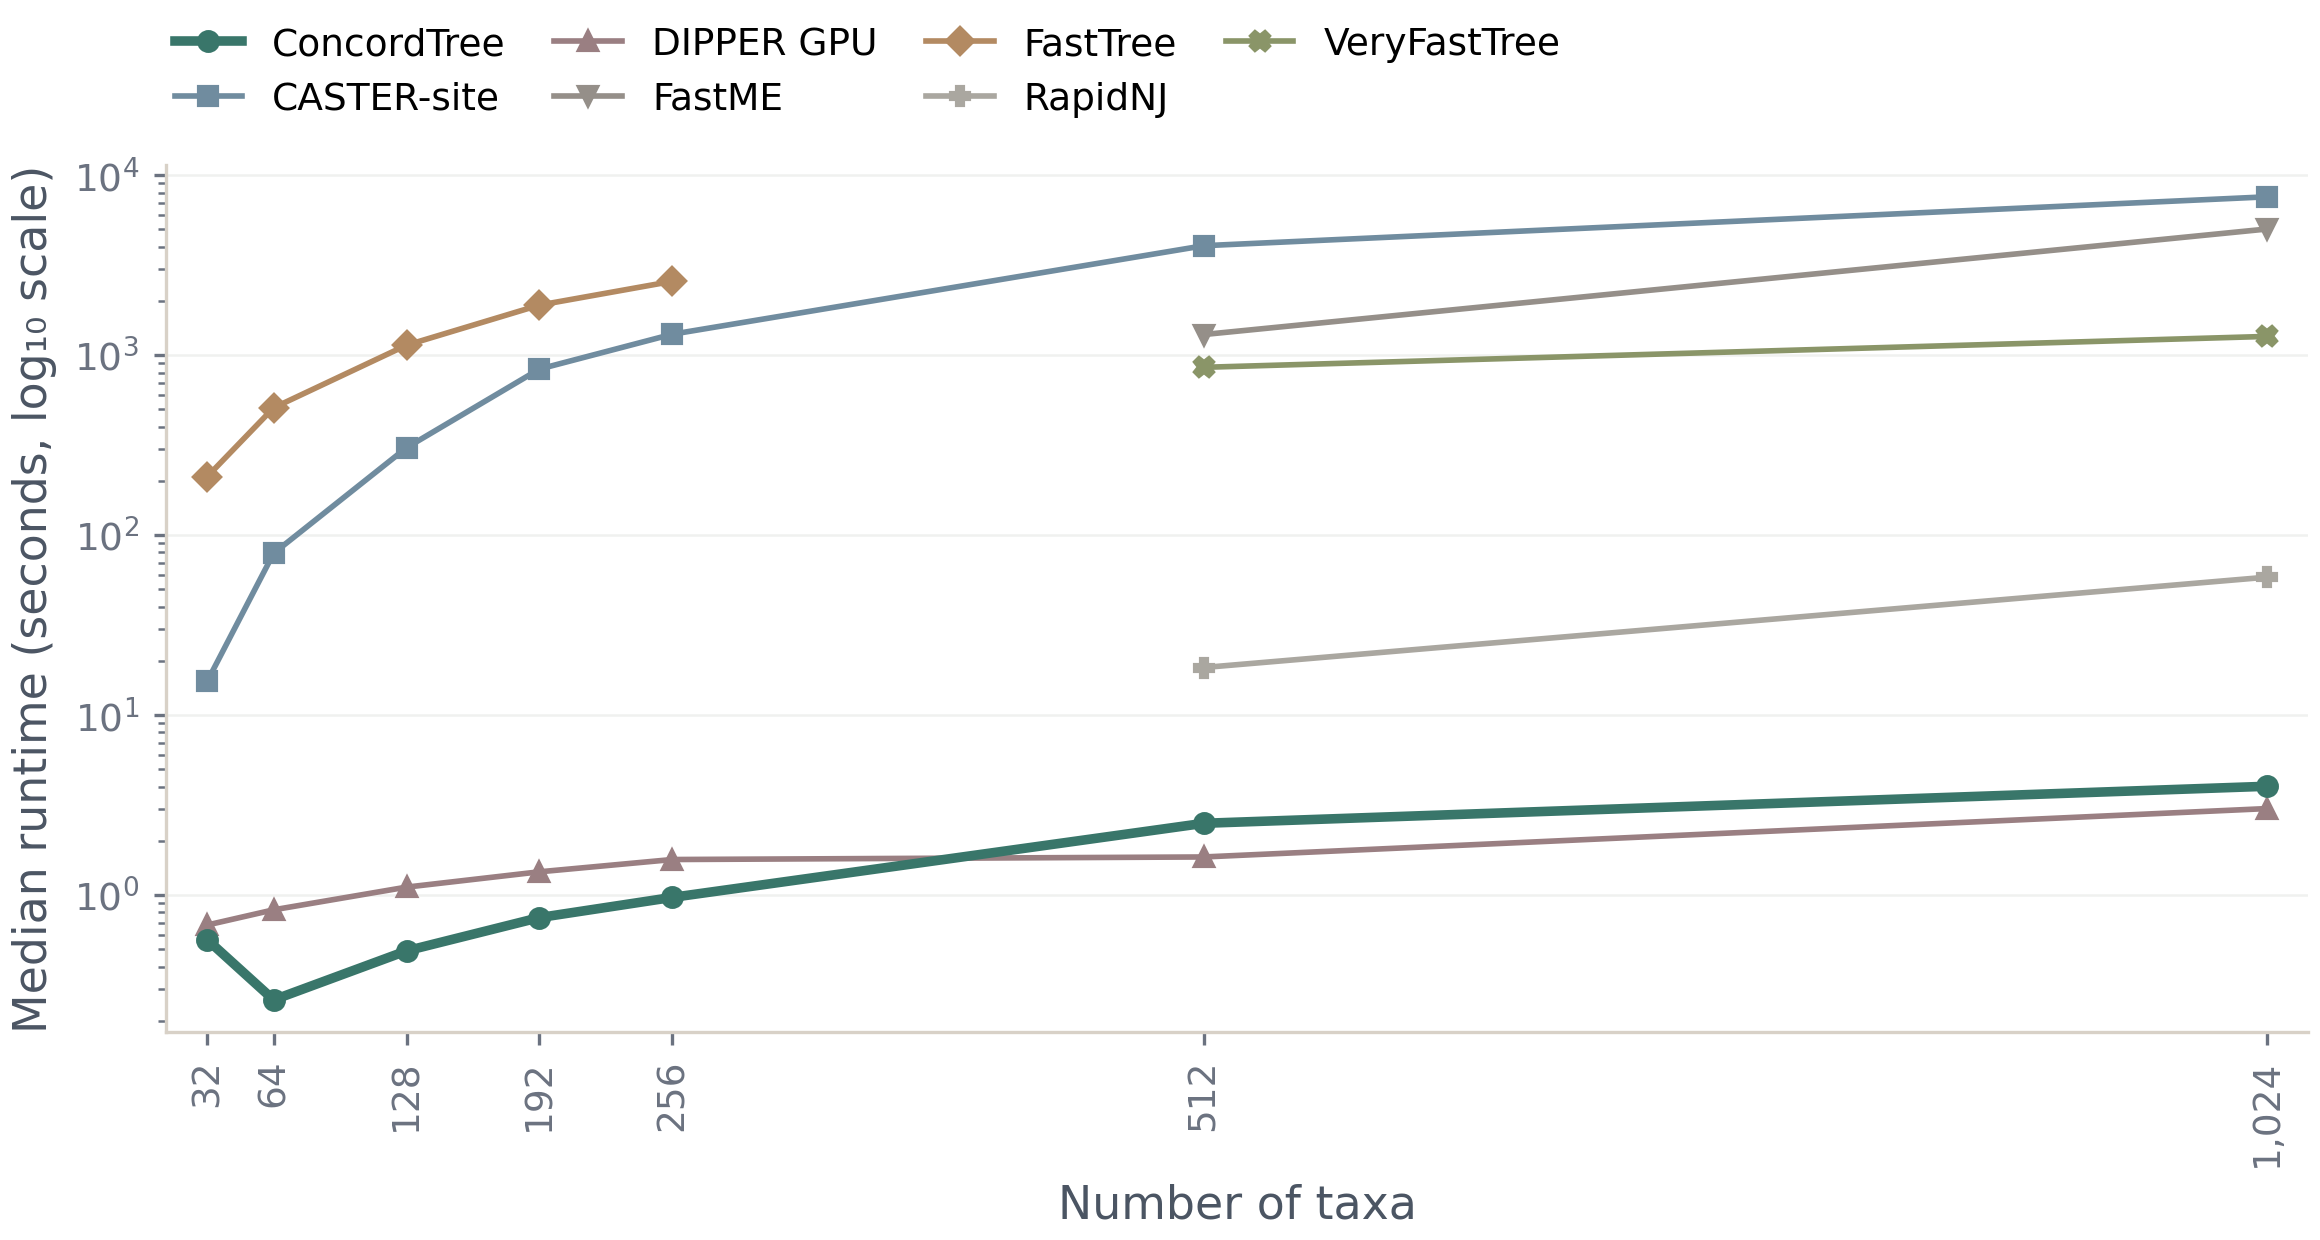 ConcordTree DIPPER GPU FastTree VeryFastTree
CASTER-site FastME RapidNJ
Median runtime (seconds, log₁₀ scale)
10⁴
10³
10²
10¹
10⁰
32 64 128 192 256 512 1,024
Number of taxa